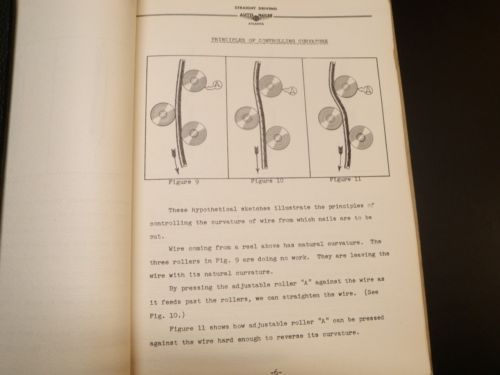 STRAIGHT DRIVING
AUTO NAILER
ATLANTA
PRINCIPLES OF CONTROLLING CURVATURE
A
A
A
Figure 9
Figure 10
Figure 11
These hypothetical sketches illustrate the principles of
controlling the curvature of wire from which nails are to be
cut.
Wire coming from a reel above has natural curvature. The
three rollers in Fig. 9 are doing no work. They are leaving the
wire with its natural curvature.
By pressing the adjustable roller "A" against the wire as
it feeds past the rollers, we can straighten the wire. (See
Fig. 10.)
Figure 11 shows how adjustable roller "A" can be pressed
against the wire hard enough to reverse its curvature.
-6-